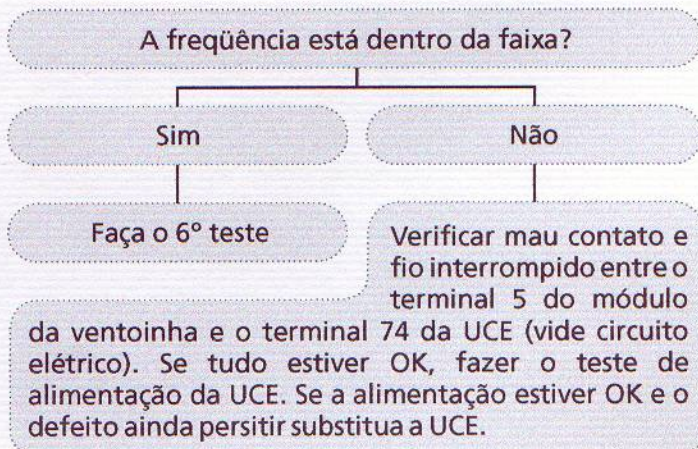 A freqüência está dentro da faixa?
Sim
Não
Faça o 6º teste
Verificar mau contato e
fio interrompido entre o
terminal 5 do módulo
da ventoinha e o terminal 74 da UCE (vide circuito
elétrico). Se tudo estiver OK, fazer o teste de
alimentação da UCE. Se a alimentação estiver OK e o
defeito ainda persitir substitua a UCE.